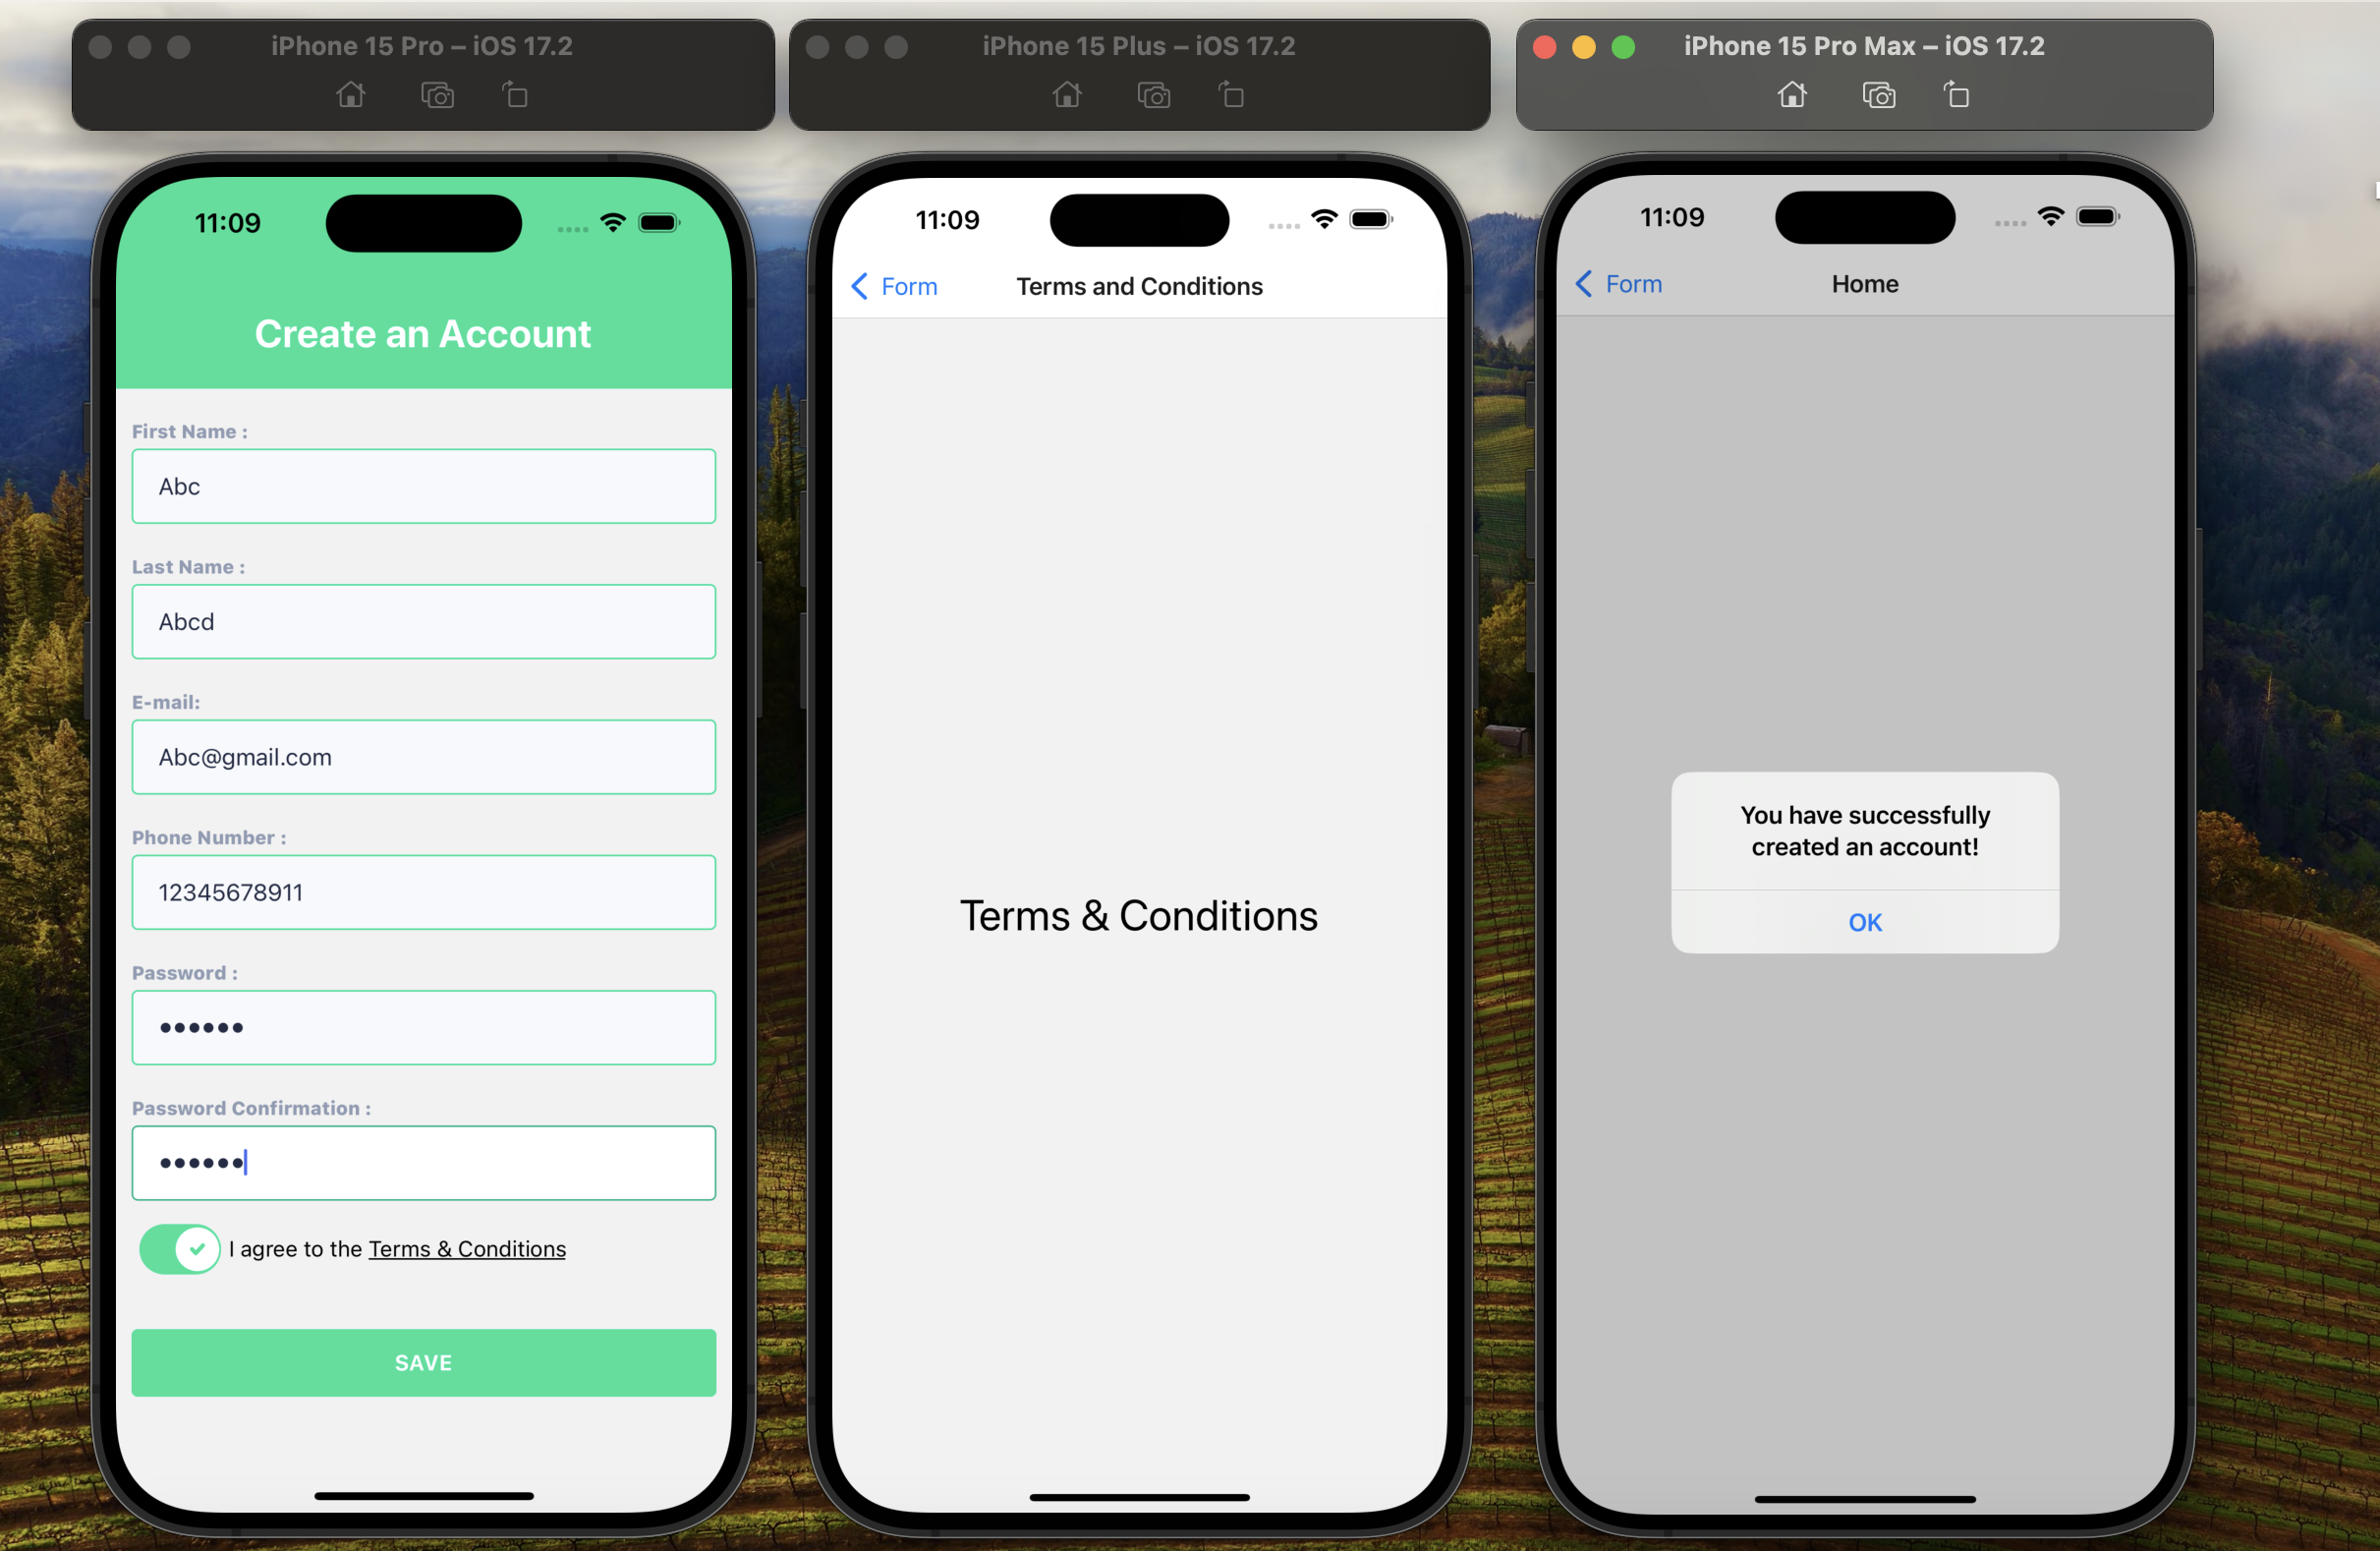 iPhone 15 Pro – iOS 17.2
11:09
Create an Account
First Name :
Abc
Last Name :
Abcd
E-mail:
Abc@gmail.com
Phone Number :
12345678911
Password :
••••••
Password Confirmation :
••••••
I agree to the Terms & Conditions
SAVE
iPhone 15 Plus – iOS 17.2
11:09
Form
Terms and Conditions
Terms & Conditions
iPhone 15 Pro Max – iOS 17.2
11:09
Form
Home
You have successfully
created an account!
OK